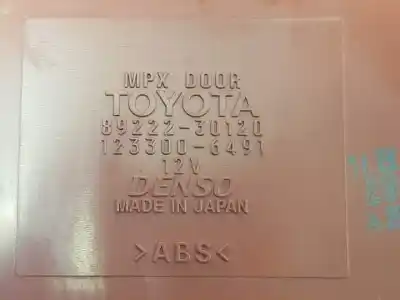 MPX DOOR
TOYOTA
89222-30120
123300-6491
12V
DENSO
MADE IN JAPAN
>ABS<